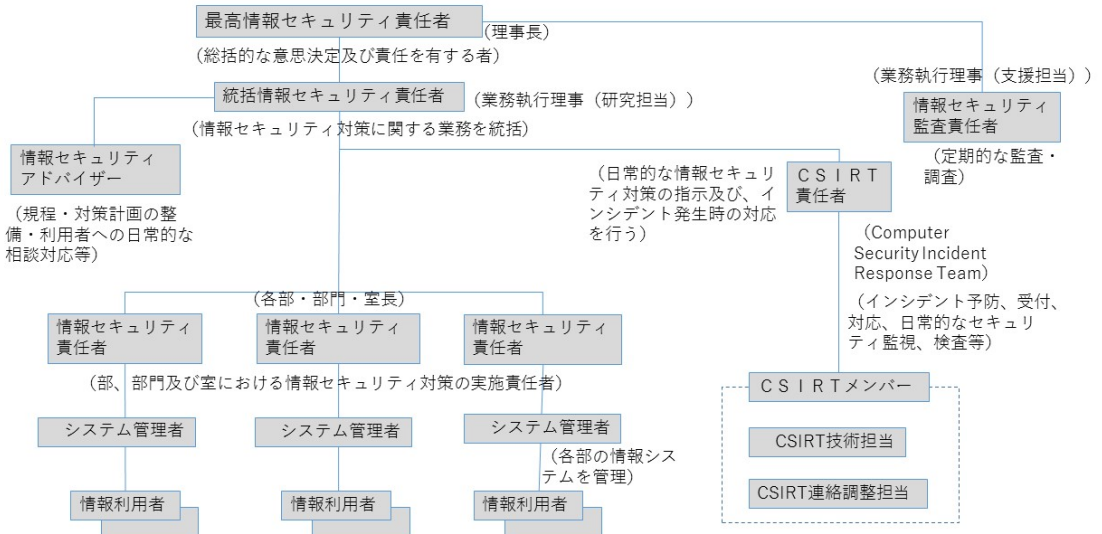 最高情報セキュリティ責任者
(理事長)
(総括的な意思決定及び責任を有する者)
(業務執行理事(支援担当))
統括情報セキュリティ責任者
(業務執行理事(研究担当))
情報セキュリティ
監査責任者
(情報セキュリティ対策に関する業務を統括)
(定期的な監査・
調査)
情報セキュリティ
アドバイザー
(規程・対策計画の整
備・利用者への日常的な
相談対応等)
(日常的な情報セキュリ
ティ対策の指示及び、イ
ンシデント発生時の対応
を行う)
CSIRT
責任者
(Computer
Security Incident
Response Team)
(インシデント予防、受付、
対応、日常的なセキュリ
ティ監視、検査等)
(各部・部門・室長)
情報セキュリティ
責任者
情報セキュリティ
責任者
情報セキュリティ
責任者
(部、部門及び室における情報セキュリティ対策の実施責任者)
CSIRTメンバー
システム管理者
システム管理者
システム管理者
(各部の情報シス
テムを管理)
CSIRT技術担当
CSIRT連絡調整担当
情報利用者
情報利用者
情報利用者